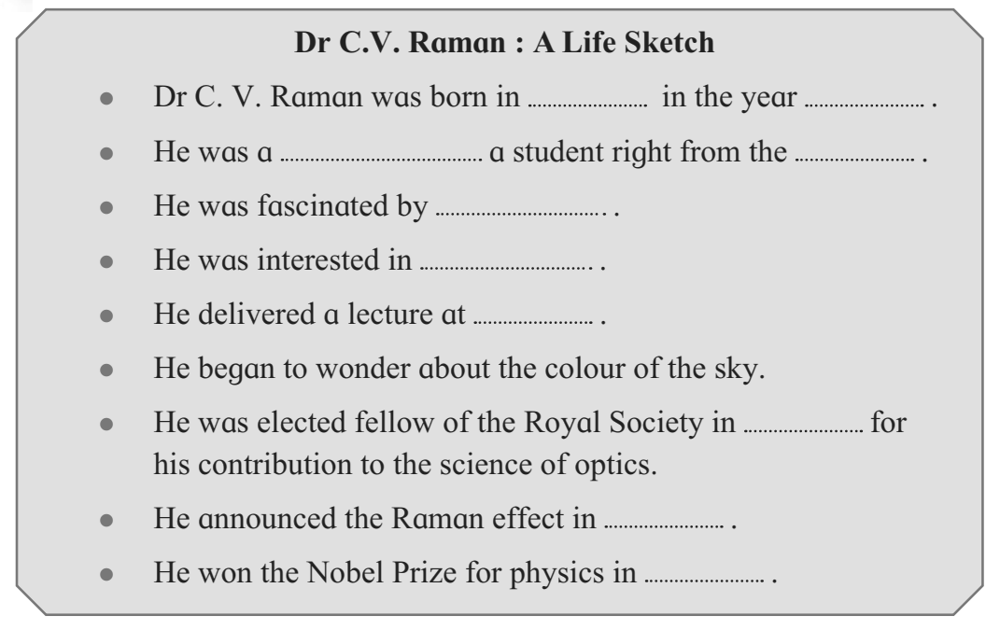 Dr C.V. Raman : A Life Sketch
● Dr C. V. Raman was born in ...................... in the year ...................... .
● He was a ..................................... a student right from the ...................... .
● He was fascinated by ............................... .
● He was interested in ............................... .
● He delivered a lecture at ...................... .
● He began to wonder about the colour of the sky.
● He was elected fellow of the Royal Society in ...................... for
his contribution to the science of optics.
● He announced the Raman effect in ...................... .
● He won the Nobel Prize for physics in ...................... .